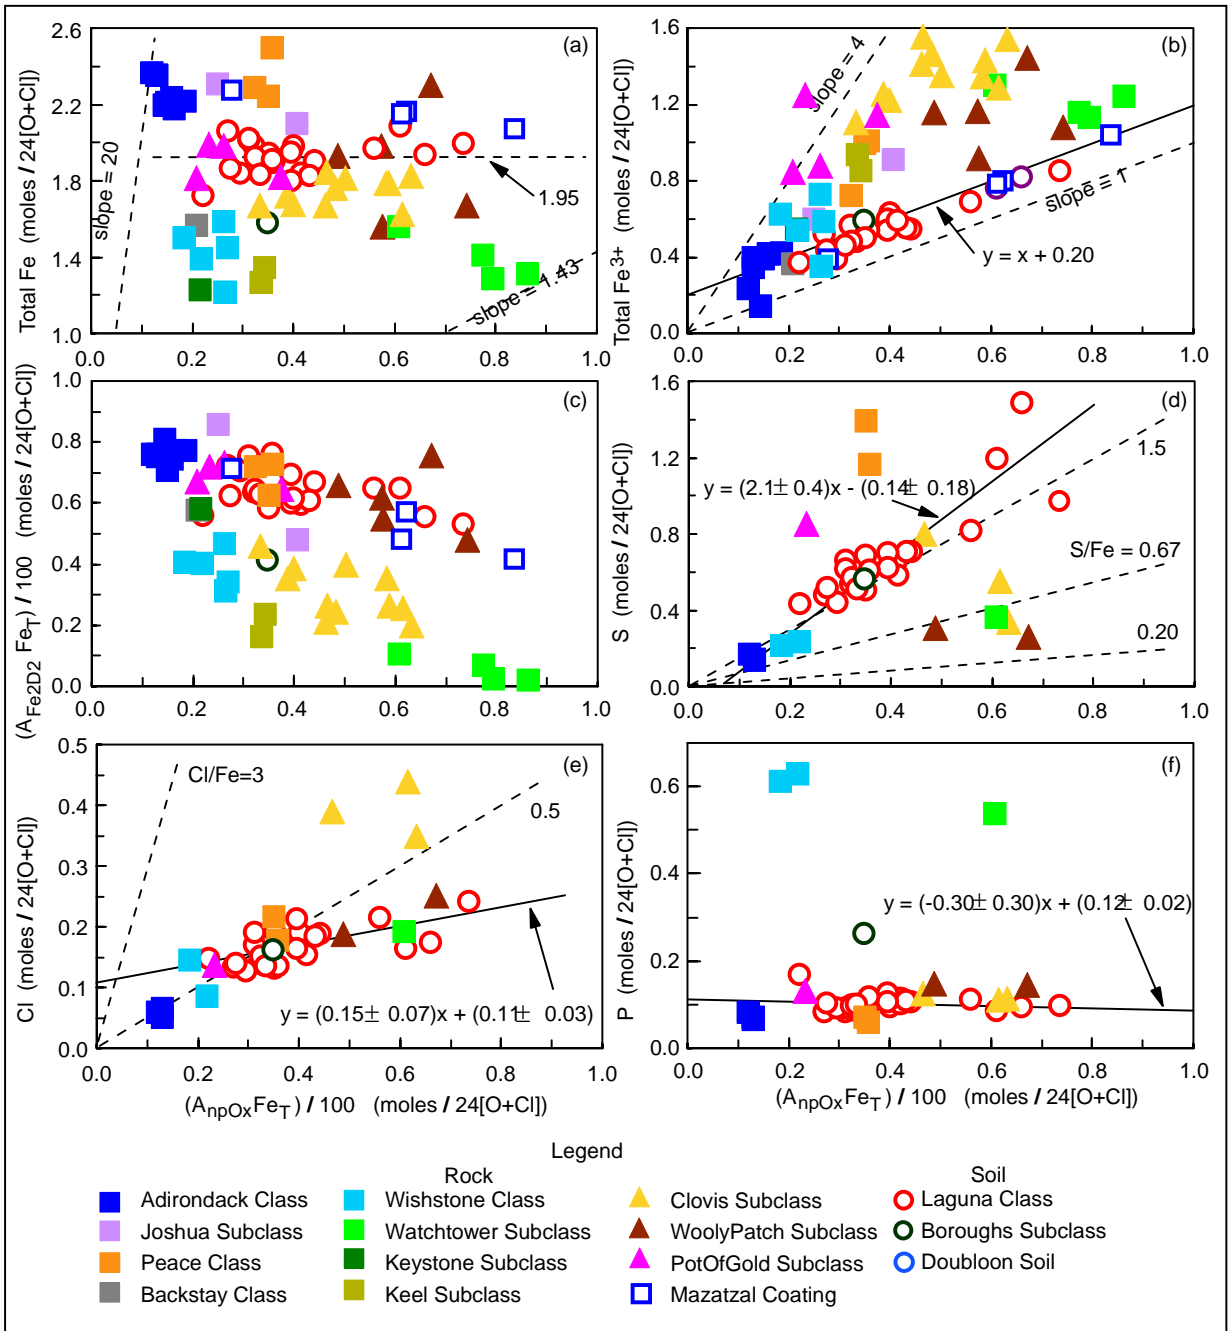 2.6
2.2
1.8
1.4
1.0
0.0 0.2 0.4 0.6 0.8 1.0
Total Fe (moles / 24[O+Cl])
(a)
slope = 20
1.95
slope = 1.43
1.6
1.2
0.8
0.4
0.0
0.0 0.2 0.4 0.6 0.8 1.0
Total Fe3+ (moles / 24[O+Cl])
(b)
slope = 4
slope = 1
y = x + 0.20
1.0
0.8
0.6
0.4
0.2
0.0
0.0 0.2 0.4 0.6 0.8 1.0
(AFe2D2 FeT) / 100 (moles / 24[O+Cl])
(c)
1.6
1.2
0.8
0.4
0.0
0.0 0.2 0.4 0.6 0.8 1.0
S (moles / 24[O+Cl])
(d)
1.5
y = (2.1± 0.4)x - (0.14± 0.18)
S/Fe = 0.67
0.20
0.5
0.4
0.3
0.2
0.1
0.0
0.0 0.2 0.4 0.6 0.8 1.0
Cl (moles / 24[O+Cl])
(e)
Cl/Fe=3
0.5
y = (0.15± 0.07)x + (0.11± 0.03)
(AnpOxFeT) / 100 (moles / 24[O+Cl])
0.6
0.4
0.2
0.0
0.0 0.2 0.4 0.6 0.8 1.0
P (moles / 24[O+Cl])
(f)
y = (-0.30± 0.30)x + (0.12± 0.02)
(AnpOxFeT) / 100 (moles / 24[O+Cl])
Legend
Rock
Soil
Adirondack Class
Wishstone Class
Clovis Subclass
Laguna Class
Joshua Subclass
Watchtower Subclass
WoolyPatch Subclass
Boroughs Subclass
Peace Class
Keystone Subclass
PotOfGold Subclass
Doubloon Soil
Backstay Class
Keel Subclass
Mazatzal Coating